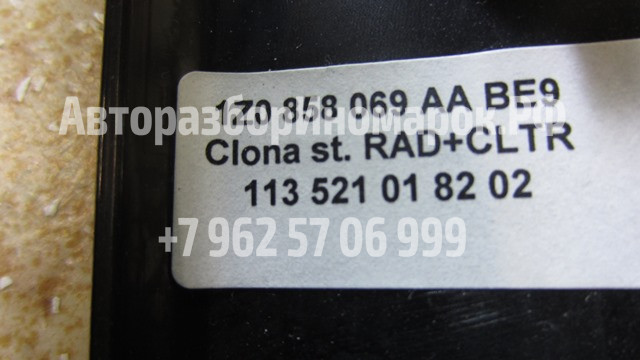 1Z0 858 069 AA BE9
АвторазборИномарок.РФ
Clona st. RAD+CLTR
113 521 01 82 02
+7 962 57 06 999